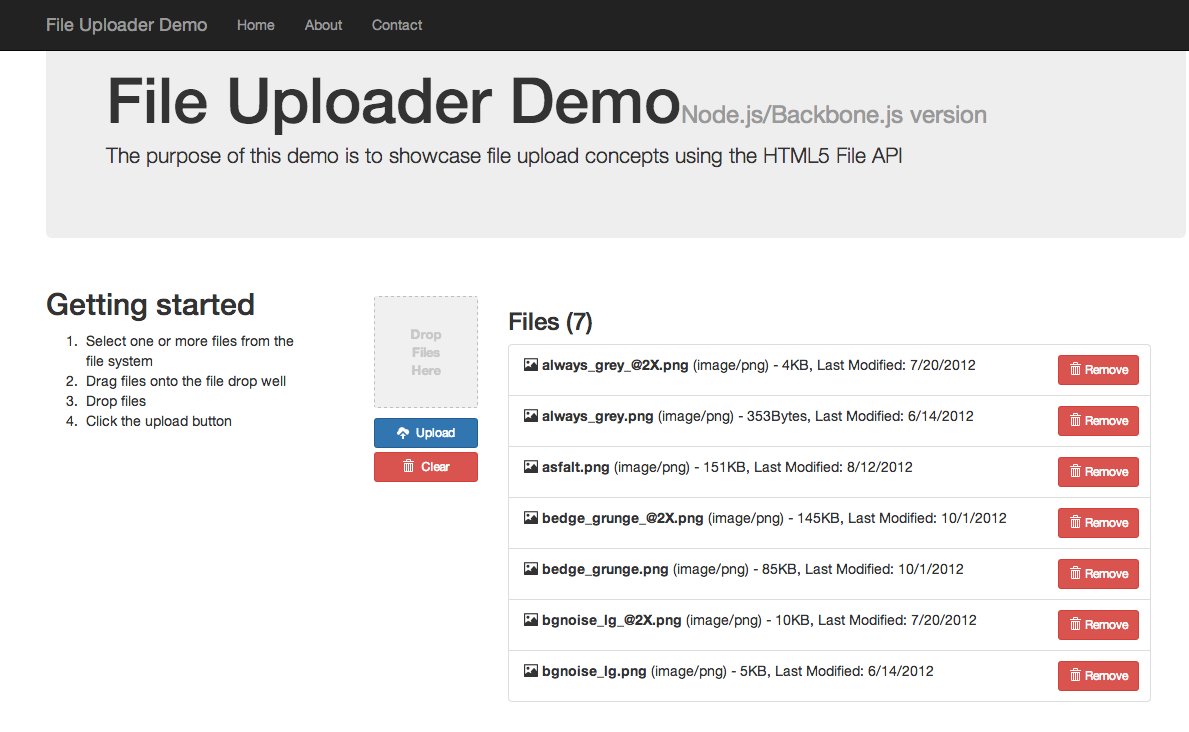 File Uploader Demo Home About Contact
File Uploader Demo Node.js/Backbone.js version
The purpose of this demo is to showcase file upload concepts using the HTML5 File API
Getting started
1. Select one or more files from the
file system
2. Drag files onto the file drop well
3. Drop files
4. Click the upload button
Drop
Files
Here
Upload
Clear
Files (7)
always_grey_@2X.png (image/png) - 4KB, Last Modified: 7/20/2012 Remove
always_grey.png (image/png) - 353Bytes, Last Modified: 6/14/2012 Remove
asfalt.png (image/png) - 151KB, Last Modified: 8/12/2012 Remove
bedge_grunge_@2X.png (image/png) - 145KB, Last Modified: 10/1/2012 Remove
bedge_grunge.png (image/png) - 85KB, Last Modified: 10/1/2012 Remove
bgnoise_lg_@2X.png (image/png) - 10KB, Last Modified: 7/20/2012 Remove
bgnoise_lg.png (image/png) - 5KB, Last Modified: 6/14/2012 Remove